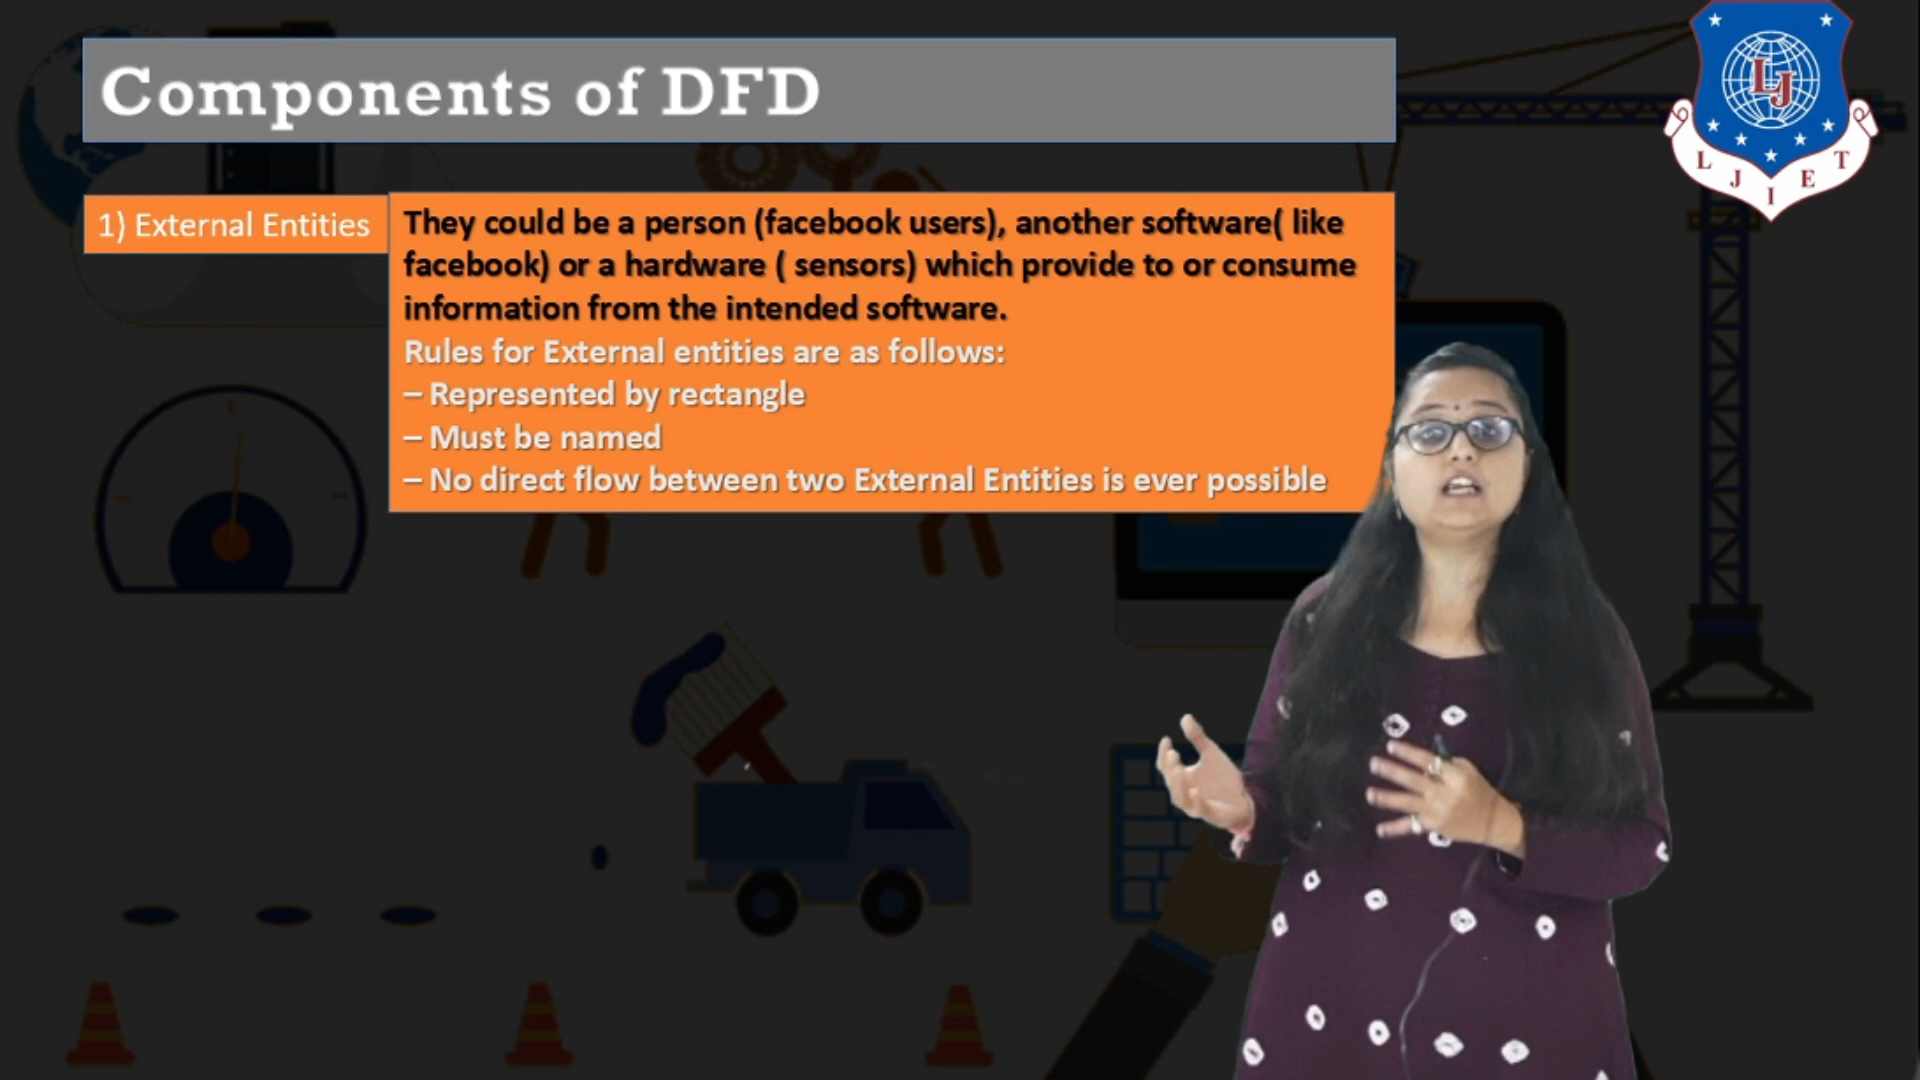 Components of DFD
1) External Entities
They could be a person (facebook users), another software( like
facebook) or a hardware ( sensors) which provide to or consume
information from the intended software.
Rules for External entities are as follows:
– Represented by rectangle
– Must be named
– No direct flow between two External Entities is ever possible
LJ
L J I E T